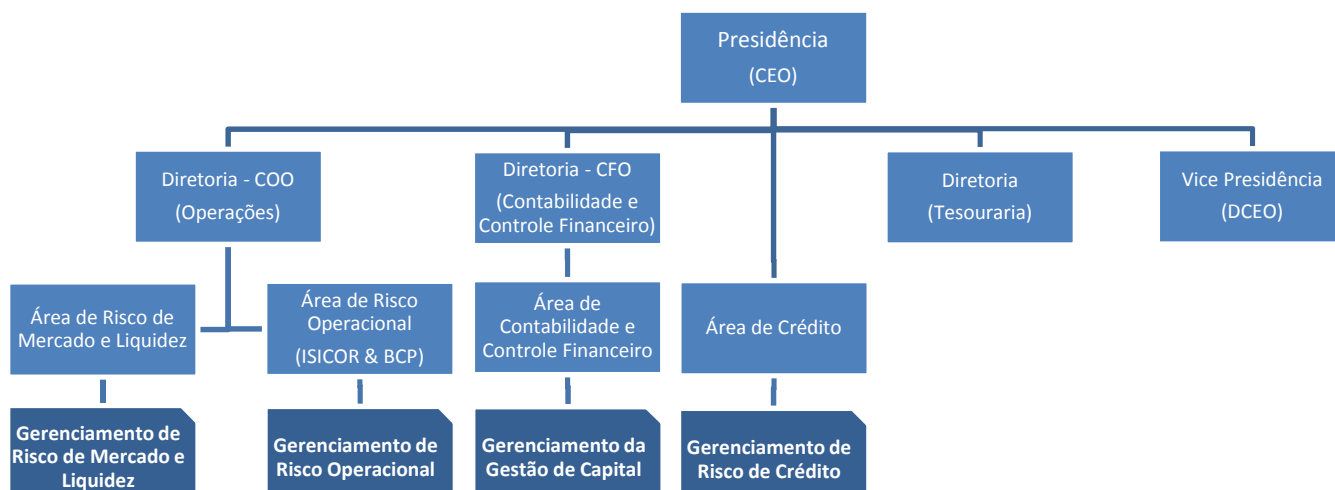 Presidência
(CEO)
Diretoria - COO
(Operações)
Diretoria - CFO
(Contabilidade e
Controle Financeiro)
Diretoria
(Tesouraria)
Vice Presidência
(DCEO)
Área de Risco de
Mercado e Liquidez
Área de Risco
Operacional
(ISICOR & BCP)
Área de
Contabilidade e
Controle Financeiro
Área de Crédito
Gerenciamento de
Risco de Mercado e
Liquidez
Gerenciamento de
Risco Operacional
Gerenciamento da
Gestão de Capital
Gerenciamento de
Risco de Crédito